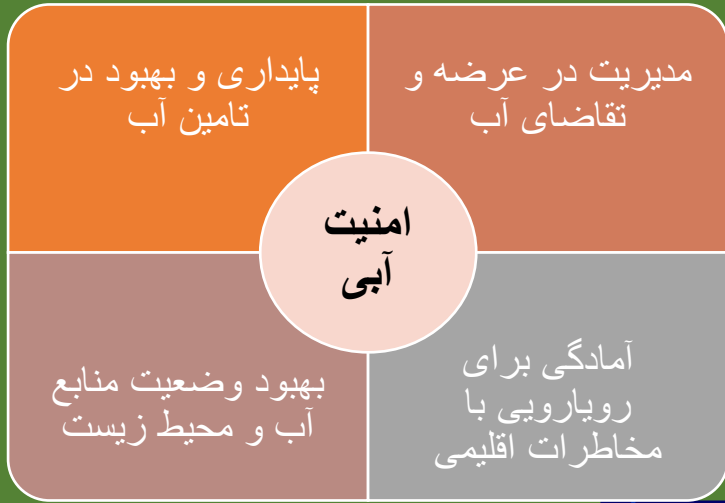 مدیریت در عرضه و
تقاضای آب
پایداری و بهبود در
تامین آب
امنیت
آبی
آمادگی برای
رویارویی با
مخاطرات اقلیمی
بهبود وضعیت منابع
آب و محیط زیست